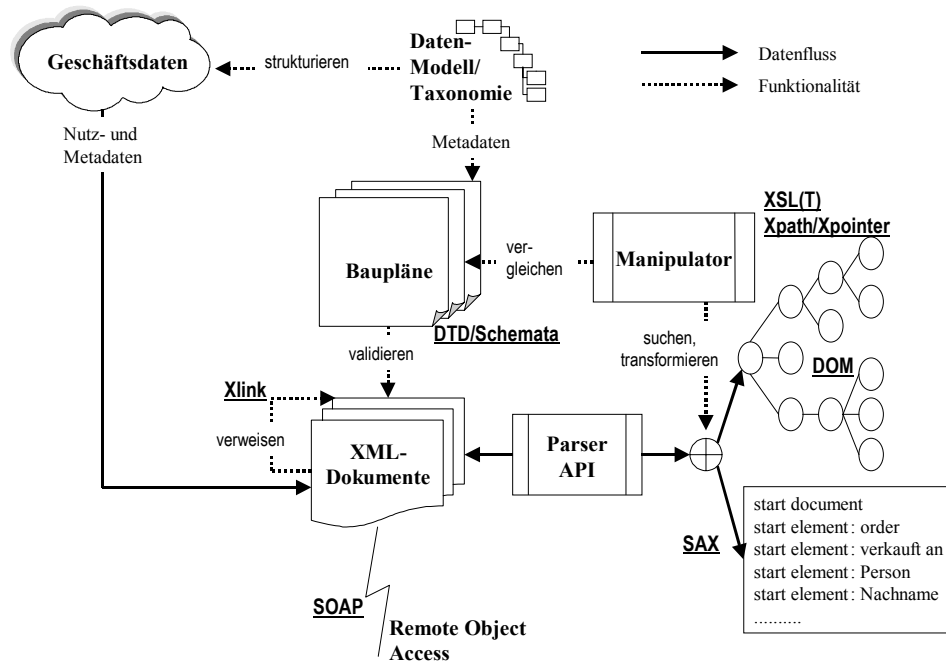 Geschäftsdaten
strukturieren
Daten-
Modell/
Taxonomie
Datenfluss
Funktionalität
Nutz- und
Metadaten
Metadaten
Baupläne
DTD/Schemata
ver-
gleichen
Manipulator
XSL(T)
Xpath/Xpointer
suchen,
transformieren
DOM
validieren
Xlink
verweisen
XML-
Dokumente
Parser
API
SAX
start document
start element: order
start element: verkauft an
start element: Person
start element: Nachname
..........
SOAP
Remote Object
Access